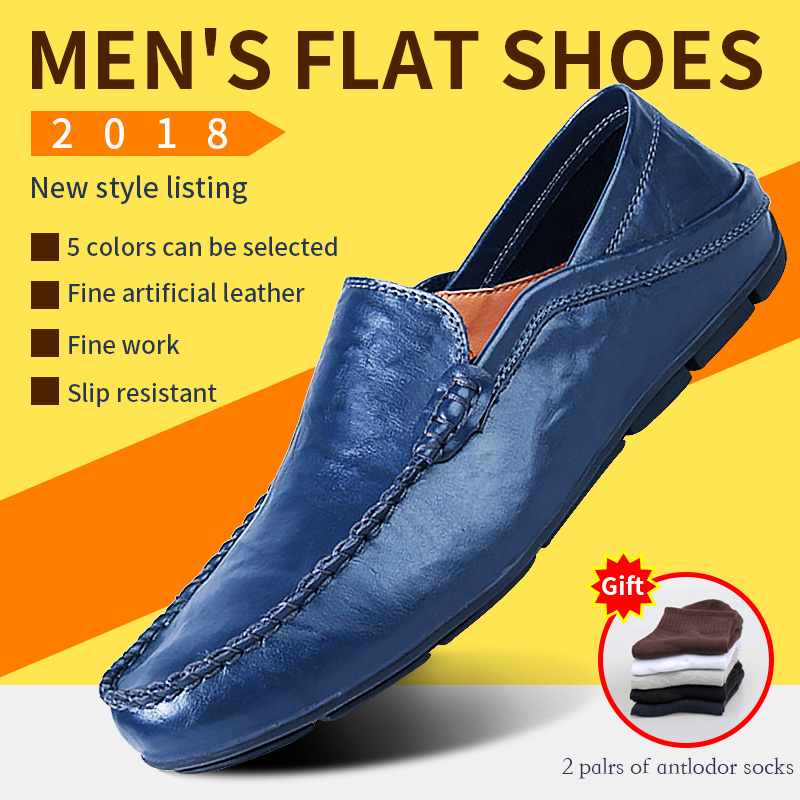 MEN'S FLAT SHOES
2018
New style listing
5 colors can be selected
Fine artificial leather
Fine work
Slip resistant
Gift
2 palrs of antlodor socks